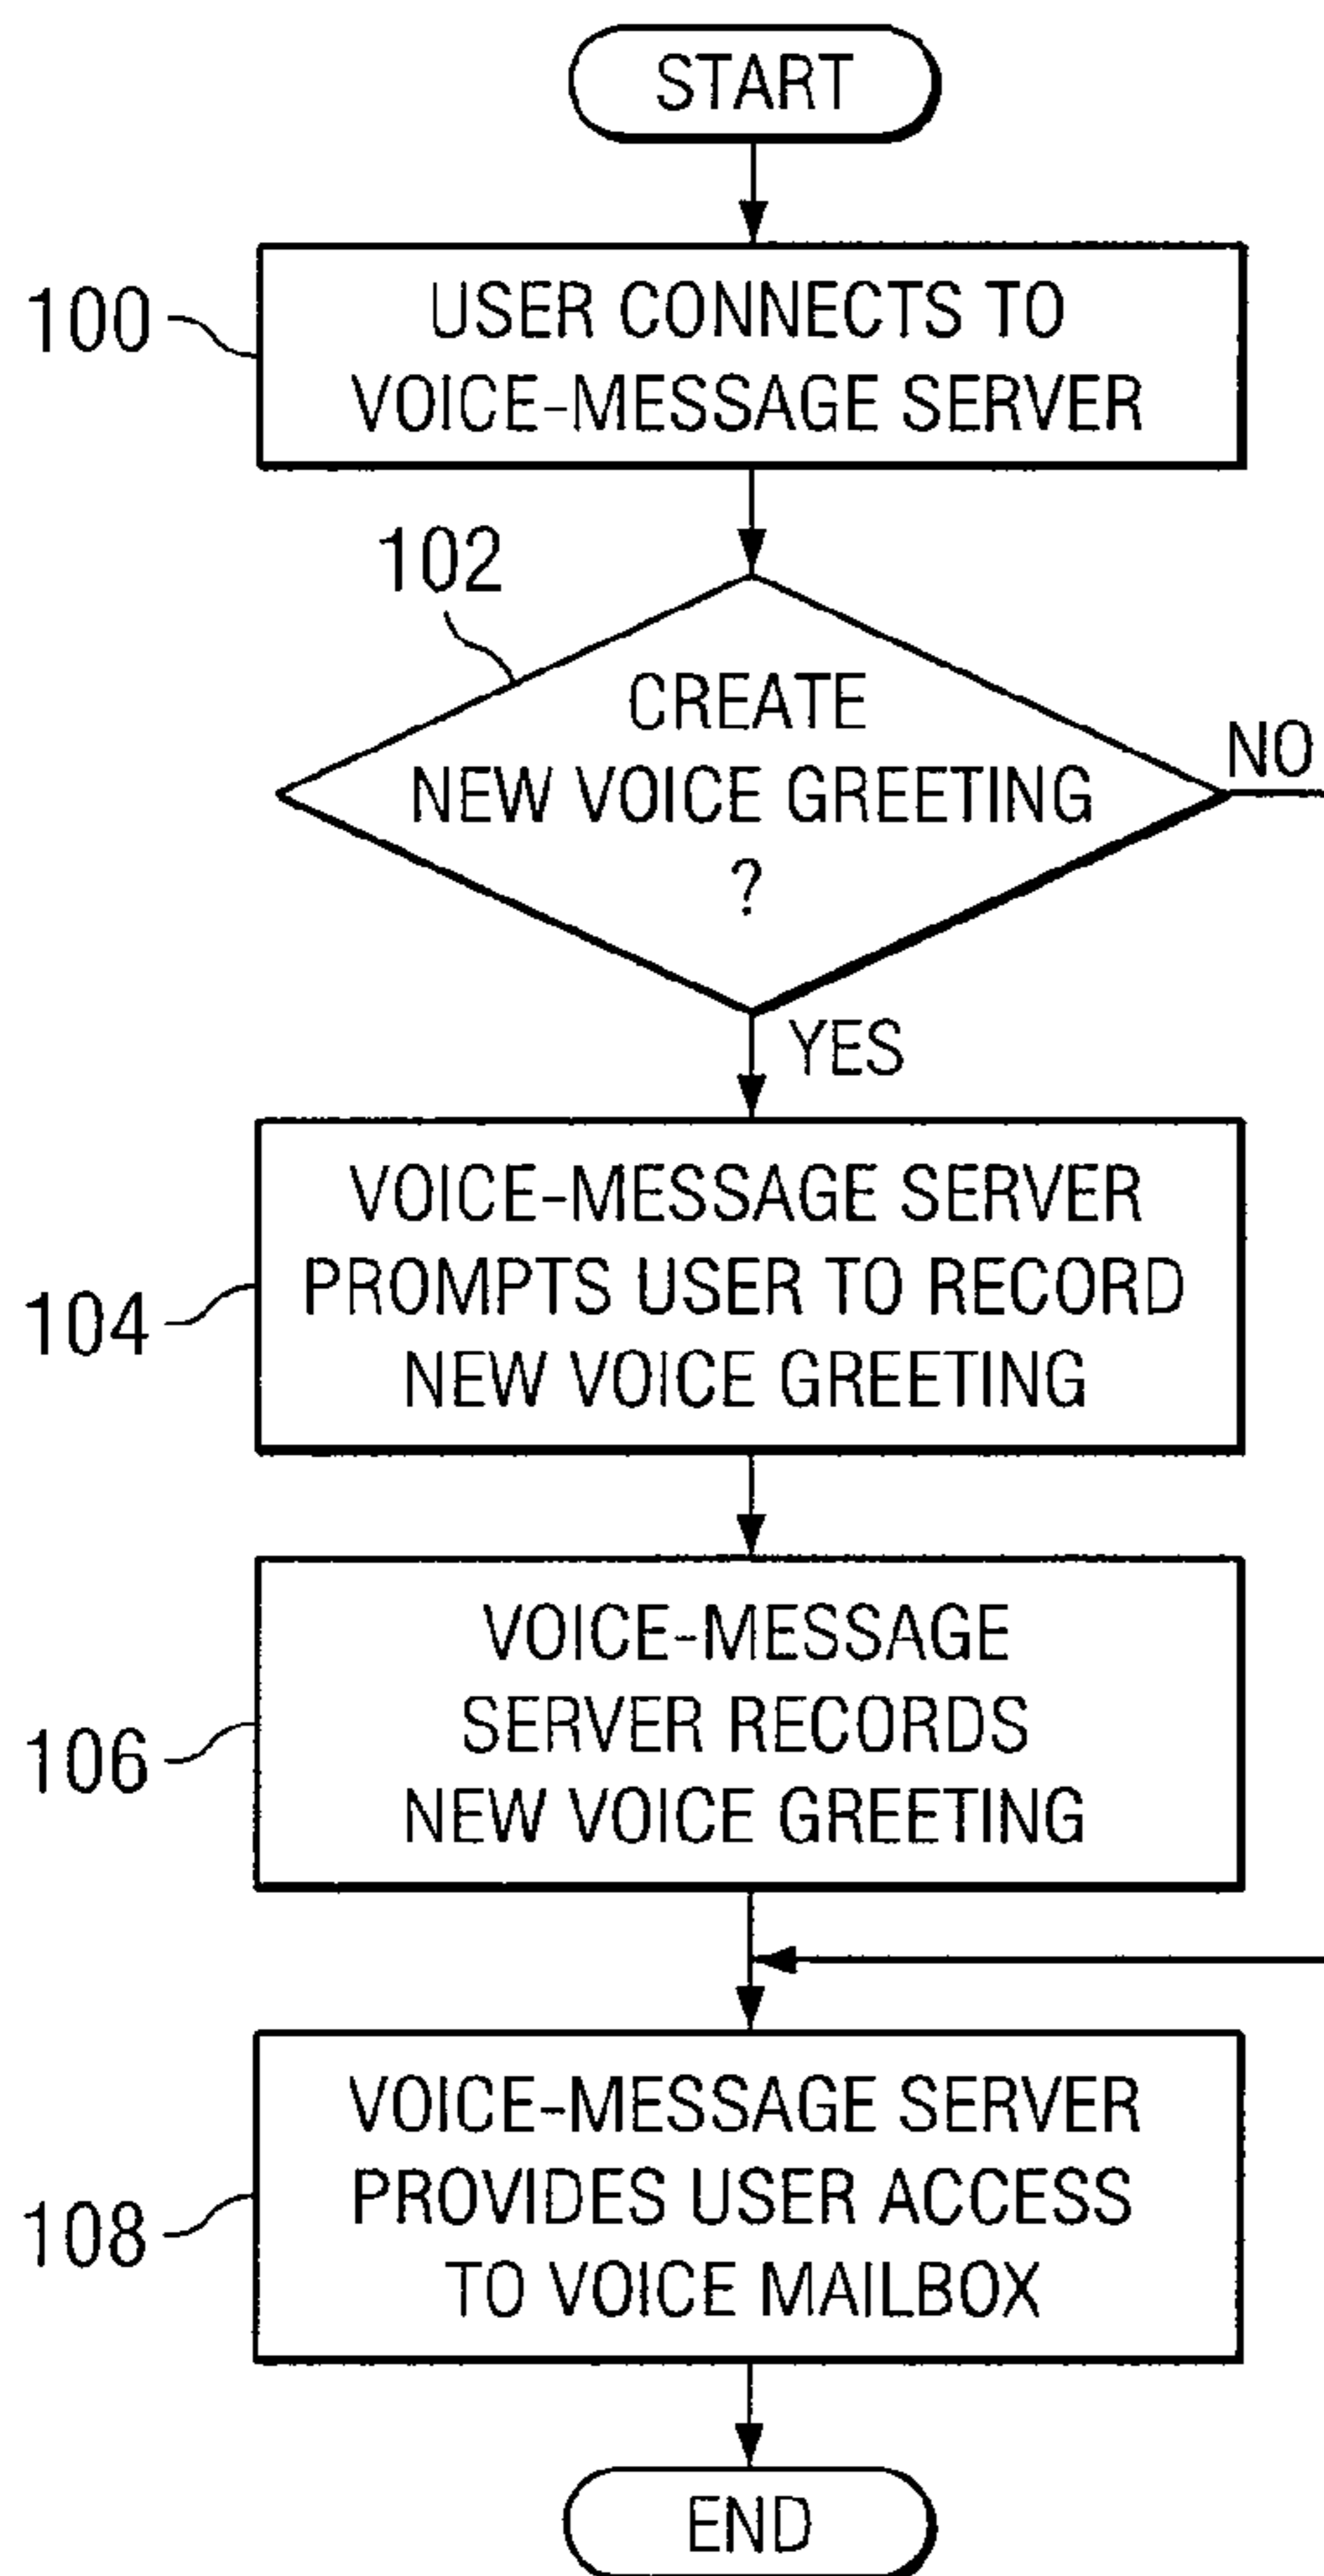 START
100
USER CONNECTS TO
VOICE-MESSAGE SERVER
102
CREATE
NEW VOICE GREETING
?
NO
YES
104
VOICE-MESSAGE SERVER
PROMPTS USER TO RECORD
NEW VOICE GREETING
106
VOICE-MESSAGE
SERVER RECORDS
NEW VOICE GREETING
108
VOICE-MESSAGE SERVER
PROVIDES USER ACCESS
TO VOICE MAILBOX
END